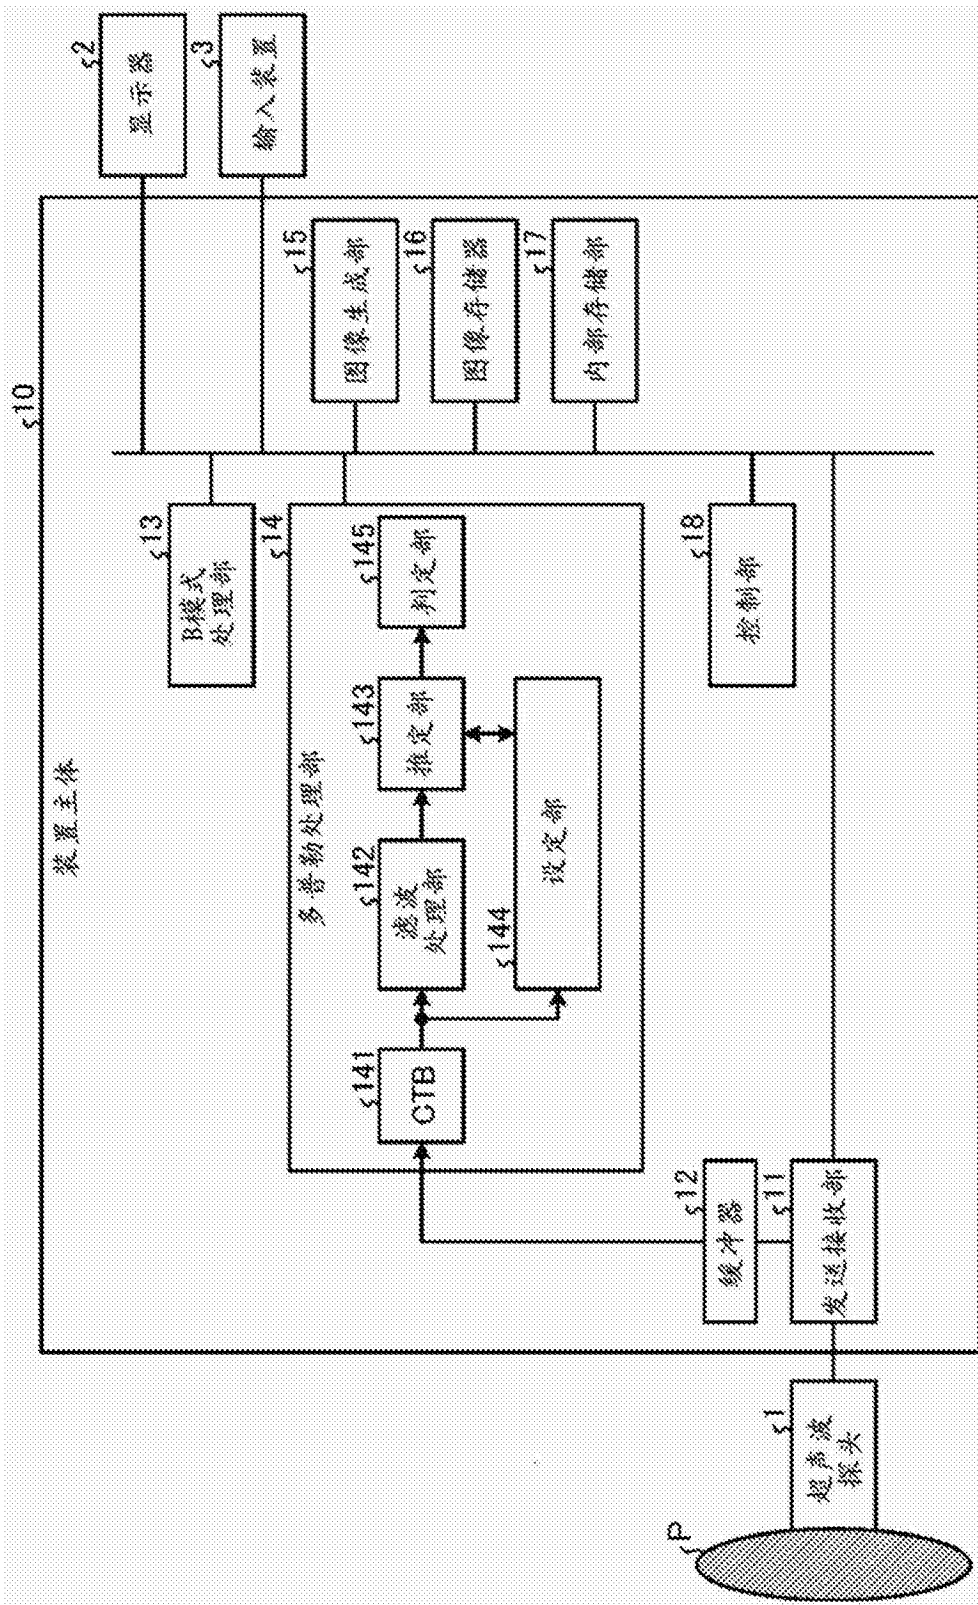 10
装置主体
2
显示器
3
输入装置
13
B模式
处理部
14
多普勒处理部
141
CTB
142
滤波
处理部
143
推定部
145
判定部
144
设定部
15
图像生成部
16
图像存储器
17
内部存储部
18
控制部
12
缓冲器
11
发送接收部
1
超声波
探头
P